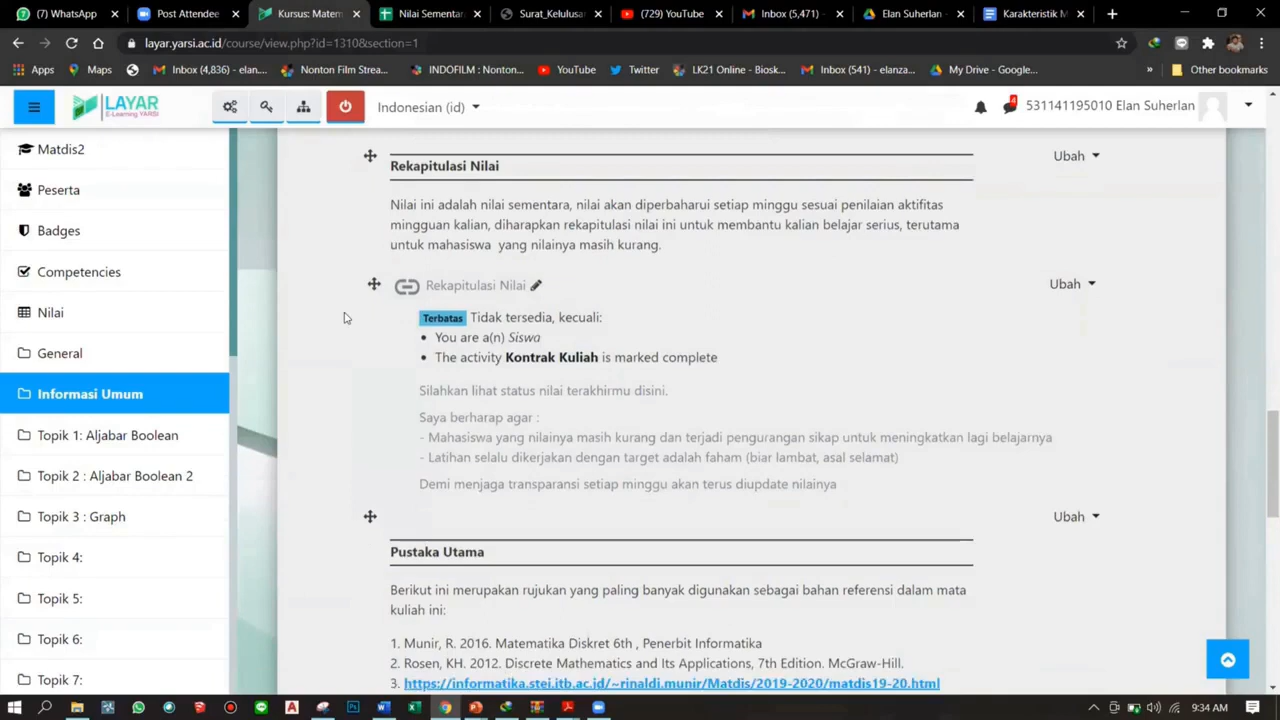 (7) WhatsApp
Post Attendee
Kursus: Matem
Nilai Sementar
Surat_Kelulusa
(729) YouTube
Inbox (5,471)
Elan Suherlan
Karakteristik M
layar.yarsi.ac.id/course/view.php?id=1310&section=1
Apps
Maps
Inbox (4,836) - elan...
Nonton Film Strea...
INDOFILM : Nonton...
YouTube
Twitter
LK21 Online - Biosk...
Inbox (541) - elanza...
My Drive - Google...
»
Other bookmarks
LAYAR
E-Learning YARSI
Indonesian (id)
4
531141195010 Elan Suherlan
Matdis2
Peserta
Badges
Competencies
Nilai
General
Informasi Umum
Topik 1: Aljabar Boolean
Topik 2 : Aljabar Boolean 2
Topik 3 : Graph
Topik 4:
Topik 5:
Topik 6:
Topik 7:
Rekapitulasi Nilai
Ubah
Nilai ini adalah nilai sementara, nilai akan diperbaharui setiap minggu sesuai penilaian aktifitas
mingguan kalian, diharapkan rekapitulasi nilai ini untuk membantu kalian belajar serius, terutama
untuk mahasiswa yang nilainya masih kurang.
Rekapitulasi Nilai
Ubah
Terbatas Tidak tersedia, kecuali:
• You are a(n) Siswa
• The activity Kontrak Kuliah is marked complete
Silahkan lihat status nilai terakhirmu disini.
Saya berharap agar :
- Mahasiswa yang nilainya masih kurang dan terjadi pengurangan sikap untuk meningkatkan lagi belajarnya
- Latihan selalu dikerjakan dengan target adalah faham (biar lambat, asal selamat)
Demi menjaga transparansi setiap minggu akan terus diupdate nilainya
Ubah
Pustaka Utama
Berikut ini merupakan rujukan yang paling banyak digunakan sebagai bahan referensi dalam mata
kuliah ini:
1. Munir, R. 2016. Matematika Diskret 6th , Penerbit Informatika
2. Rosen, KH. 2012. Discrete Mathematics and Its Applications, 7th Edition. McGraw-Hill.
3. https://informatika.stei.itb.ac.id/~rinaldi.munir/Matdis/2019-2020/matdis19-20.html
9:34 AM